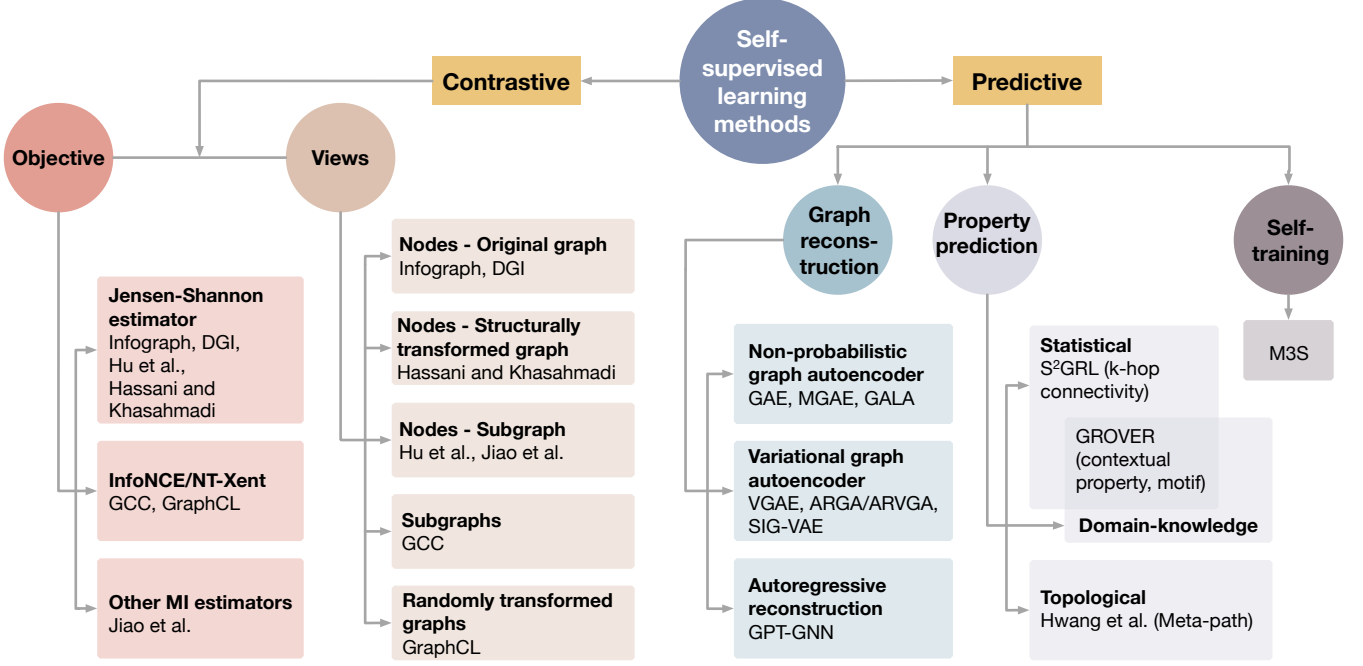 Self-
supervised
learning
methods
Contrastive
Predictive
Objective
Views
Jensen-Shannon
estimator
Infograph, DGI,
Hu et al.,
Hassani and
Khasahmadi
InfoNCE/NT-Xent
GCC, GraphCL
Other MI estimators
Jiao et al.
Nodes - Original graph
Infograph, DGI
Nodes - Structurally
transformed graph
Hassani and Khasahmadi
Nodes - Subgraph
Hu et al., Jiao et al.
Subgraphs
GCC
Randomly transformed
graphs
GraphCL
Graph
recons-
truction
Non-probabilistic
graph autoencoder
GAE, MGAE, GALA
Variational graph
autoencoder
VGAE, ARGA/ARVGA,
SIG-VAE
Autoregressive
reconstruction
GPT-GNN
Property
prediction
Statistical
S²GRL (k-hop
connectivity)
GROVER
(contextual
property, motif)
Domain-knowledge
Topological
Hwang et al. (Meta-path)
Self-
training
M3S